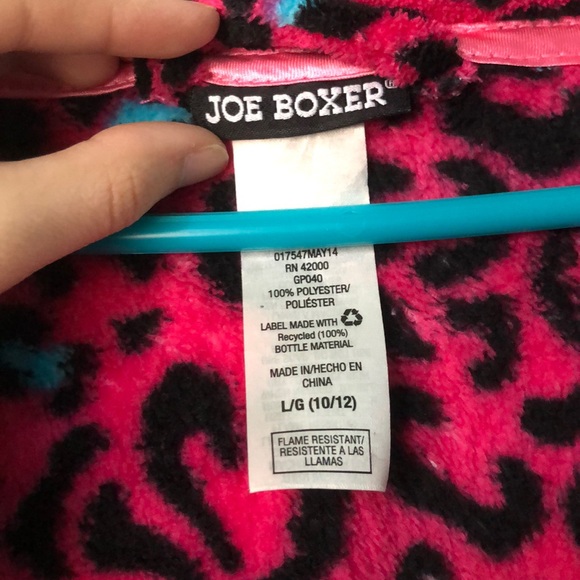 JOE BOXER
017547MAY14
RN 42000
GP040
100% POLYESTER/
POLIÉSTER
LABEL MADE WITH
Recycled (100%)
BOTTLE MATERIAL
MADE IN/HECHO EN
CHINA
L/G (10/12)
FLAME RESISTANT/
RESISTENTE A LAS
LLAMAS